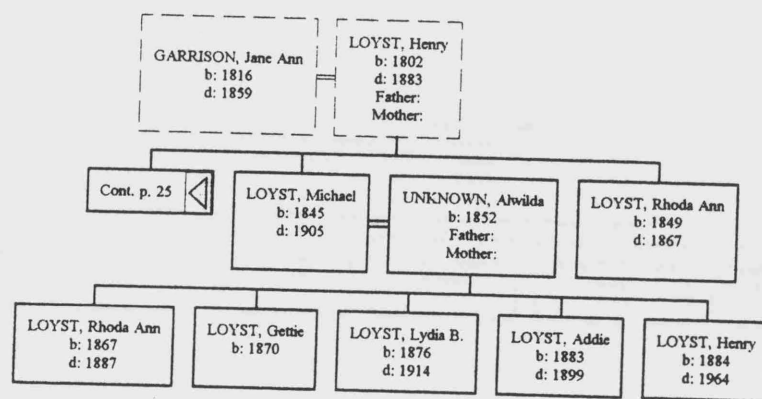 GARRISON, Jane Ann
b: 1816
d: 1859
LOYST, Henry
b: 1802
d: 1883
Father:
Mother:
Cont. p. 25
LOYST, Michael
b: 1845
d: 1905
UNKNOWN, Alwilda
b: 1852
Father:
Mother:
LOYST, Rhoda Ann
b: 1849
d: 1867
LOYST, Rhoda Ann
b: 1867
d: 1887
LOYST, Gettie
b: 1870
LOYST, Lydia B.
b: 1876
d: 1914
LOYST, Addie
b: 1883
d: 1899
LOYST, Henry
b: 1884
d: 1964